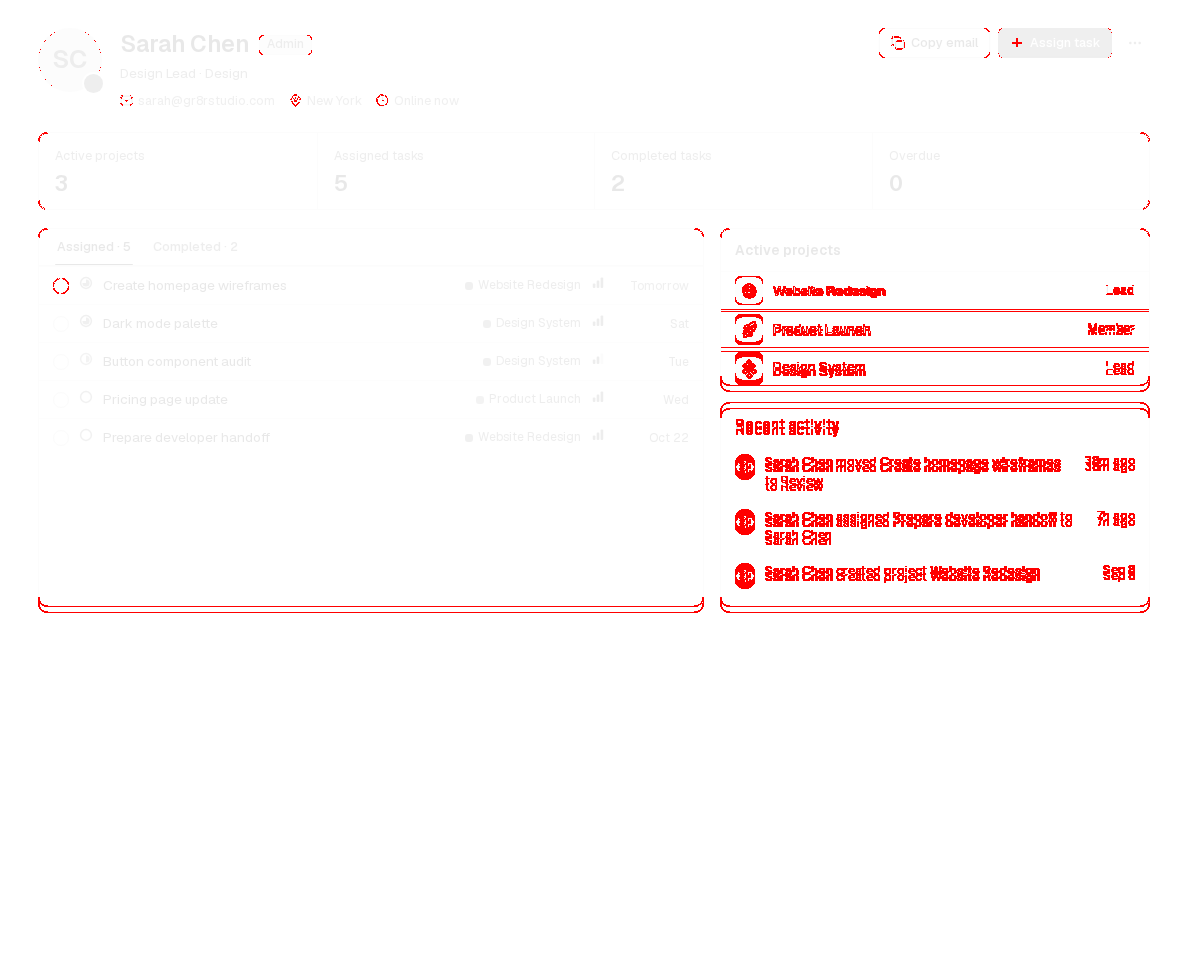 SC
Sarah Chen
Admin
Copy email
Assign task
Design Lead · Design
sarah@gr8rstudio.com
New York
Online now
Active projects
3
Assigned tasks
5
Completed tasks
2
Overdue
0
Assigned · 5
Completed · 2
Create homepage wireframes
Website Redesign
Tomorrow
Dark mode palette
Design System
Sat
Button component audit
Design System
Tue
Pricing page update
Product Launch
Wed
Prepare developer handoff
Website Redesign
Oct 22
Active projects
Website Redesign
Lead
Product Launch
Member
Design System
Lead
Recent activity
Sarah Chen moved Create homepage wireframes
to Review
ago
Sarah Chen assigned Prepare developer handoff to
Sarah Chen
ago
Sarah Chen created project Website Redesign
Sep 8